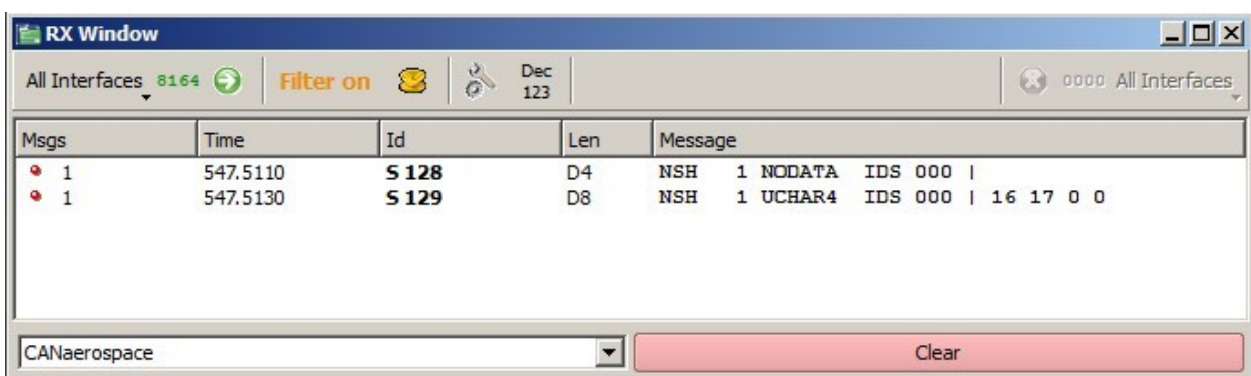 RX Window
All Interfaces 8164 Filter on Dec 123 0000 All Interfaces
Msgs Time Id Len Message
1 547.5110 S 128 D4 NSH 1 NODATA IDS 000 |
1 547.5130 S 129 D8 NSH 1 UCHAR4 IDS 000 | 16 17 0 0
CANaerospace Clear